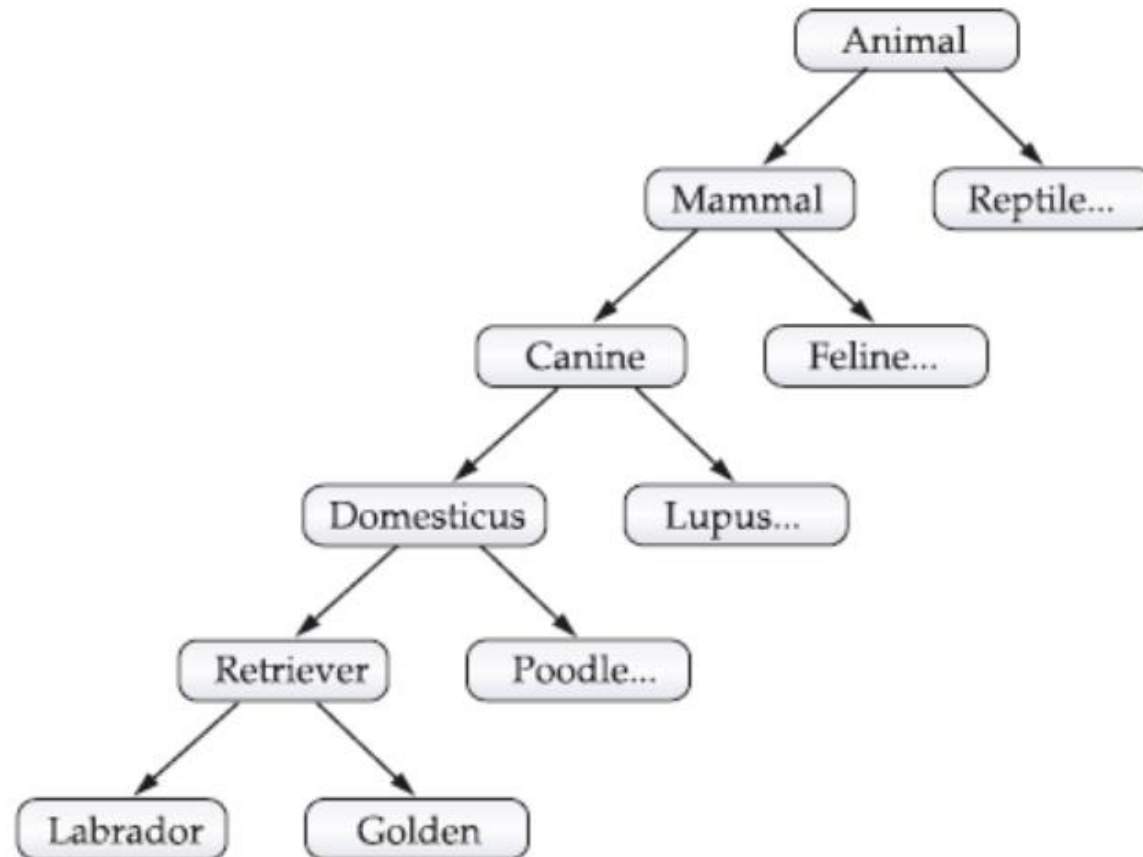 Animal
Mammal
Reptile...
Canine
Feline...
Domesticus
Lupus...
Retriever
Poodle...
Labrador
Golden